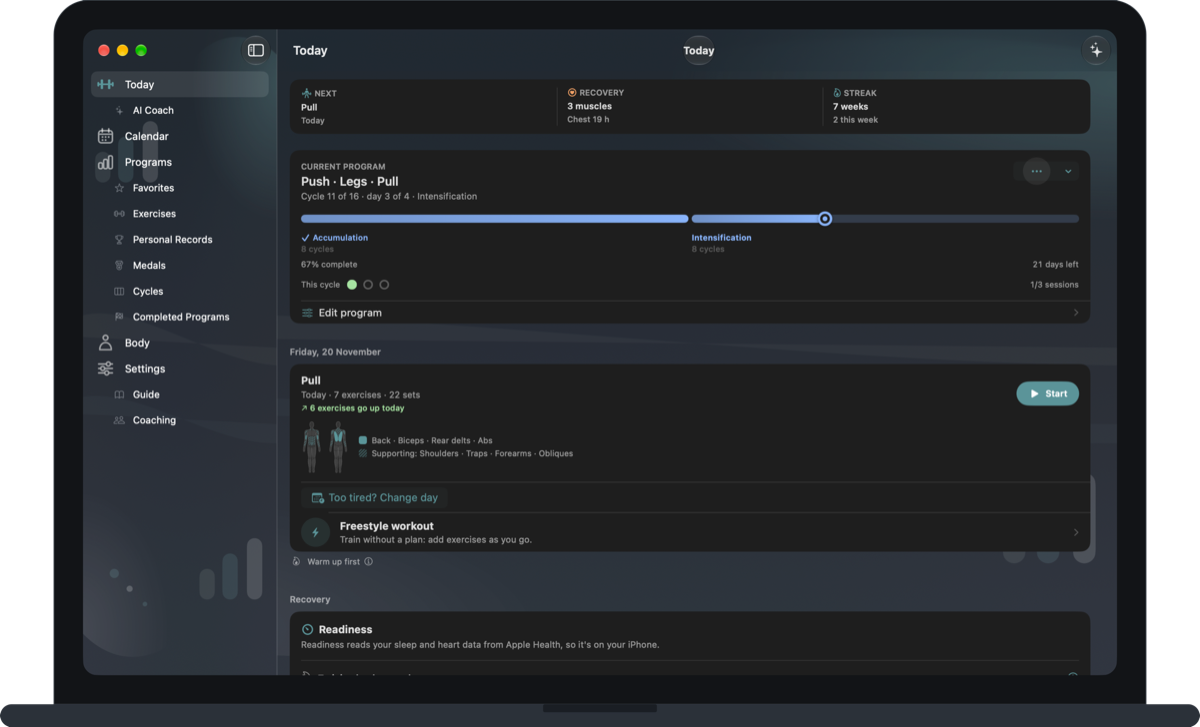 Today
Today
Today
AI Coach
Calendar
Programs
Favorites
Exercises
Personal Records
Medals
Cycles
Completed Programs
Body
Settings
Guide
Coaching
NEXT
Pull
Today
RECOVERY
3 muscles
Chest 19 h
STREAK
7 weeks
2 this week
CURRENT PROGRAM
Push · Legs · Pull
Cycle 11 of 16 · day 3 of 4 · Intensification
Accumulation
8 cycles
Intensification
8 cycles
67% complete
21 days left
This cycle
1/3 sessions
Edit program
Friday, 20 November
Pull
Today · 7 exercises · 22 sets
6 exercises go up today
Start
Back · Biceps · Rear delts · Abs
Supporting: Shoulders · Traps · Forearms · Obliques
Too tired? Change day
Freestyle workout
Train without a plan: add exercises as you go.
Warm up first
Recovery
Readiness
Readiness reads your sleep and heart data from Apple Health, so it's on your iPhone.